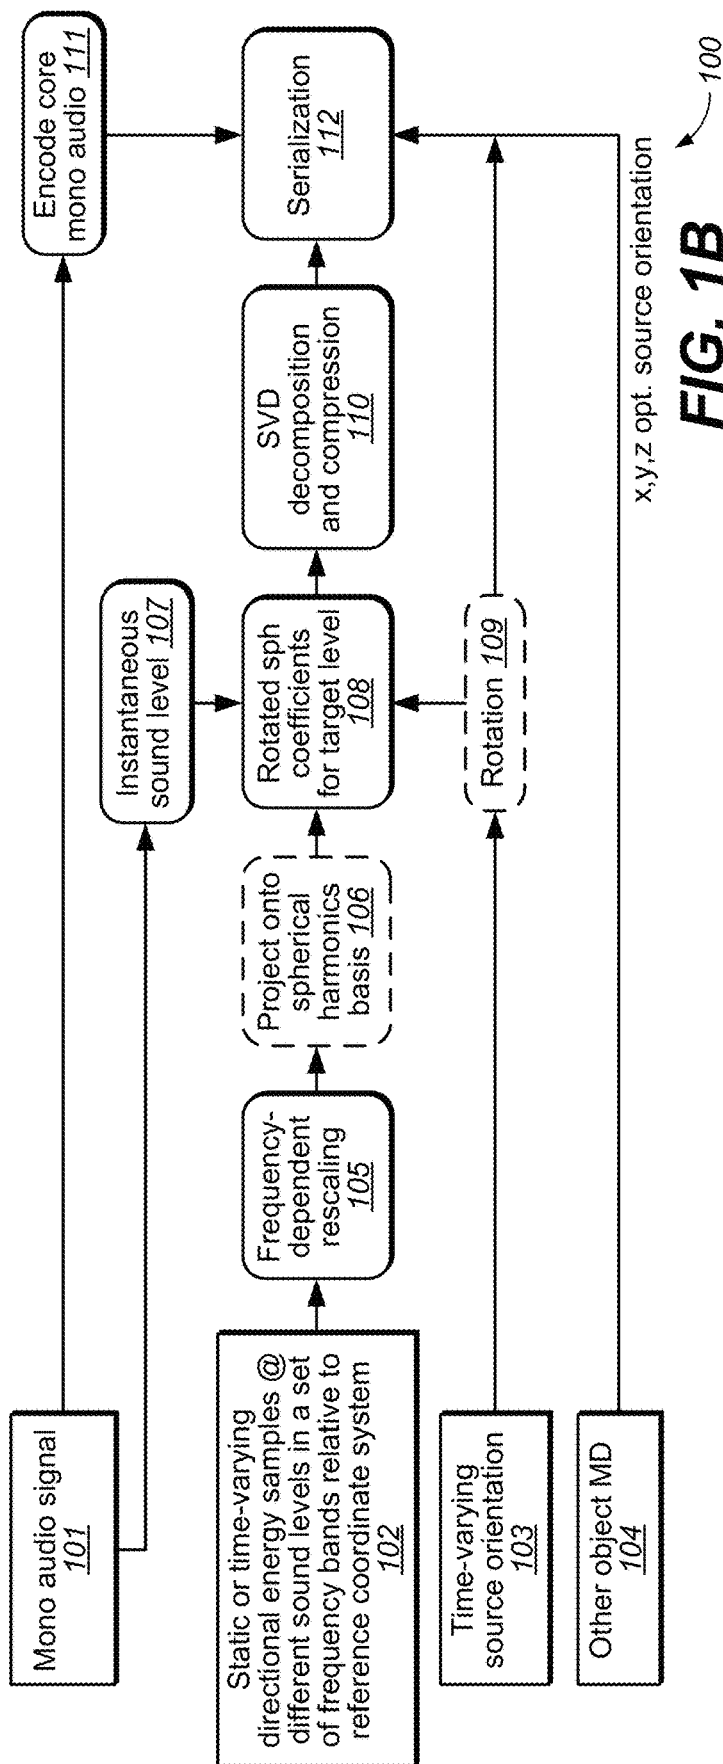 Mono audio signal
101
Static or time-varying
directional energy samples @
different sound levels in a set
of frequency bands relative to
reference coordinate system
102
Time-varying
source orientation
103
Other object MD
104
Frequency-
dependent
rescaling
105
Project onto
spherical
harmonics
basis 106
Instantaneous
sound level 107
Rotated sph
coefficients
for target level
108
Rotation 109
SVD
decomposition
and compression
110
Encode core
mono audio 111
Serialization
112
x,y,z opt. source orientation
100
FIG. 1B